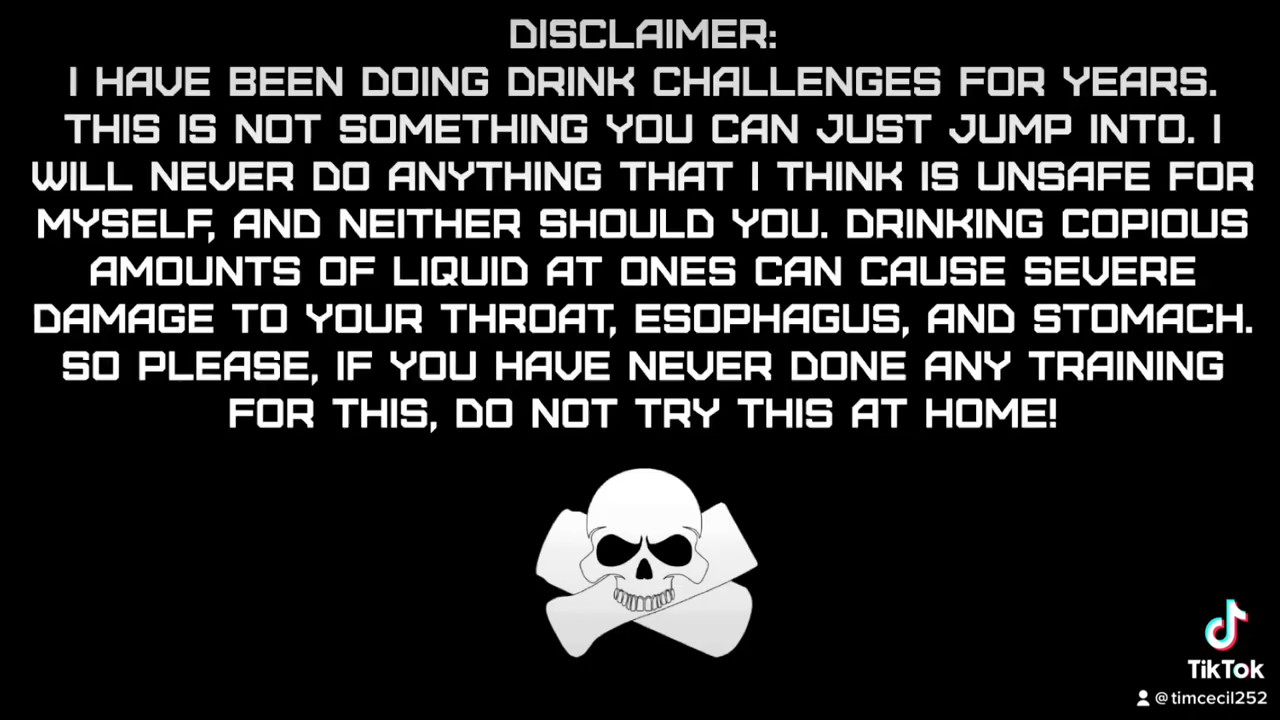 DISCLAIMER:
I HAVE BEEN DOING DRINK CHALLENGES FOR YEARS.
THIS IS NOT SOMETHING YOU CAN JUST JUMP INTO. I
WILL NEVER DO ANYTHING THAT I THINK IS UNSAFE FOR
MYSELF, AND NEITHER SHOULD YOU. DRINKING COPIOUS
AMOUNTS OF LIQUID AT ONES CAN CAUSE SEVERE
DAMAGE TO YOUR THROAT, ESOPHAGUS, AND STOMACH.
SO PLEASE, IF YOU HAVE NEVER DONE ANY TRAINING
FOR THIS, DO NOT TRY THIS AT HOME!
TikTok
@timcecil252